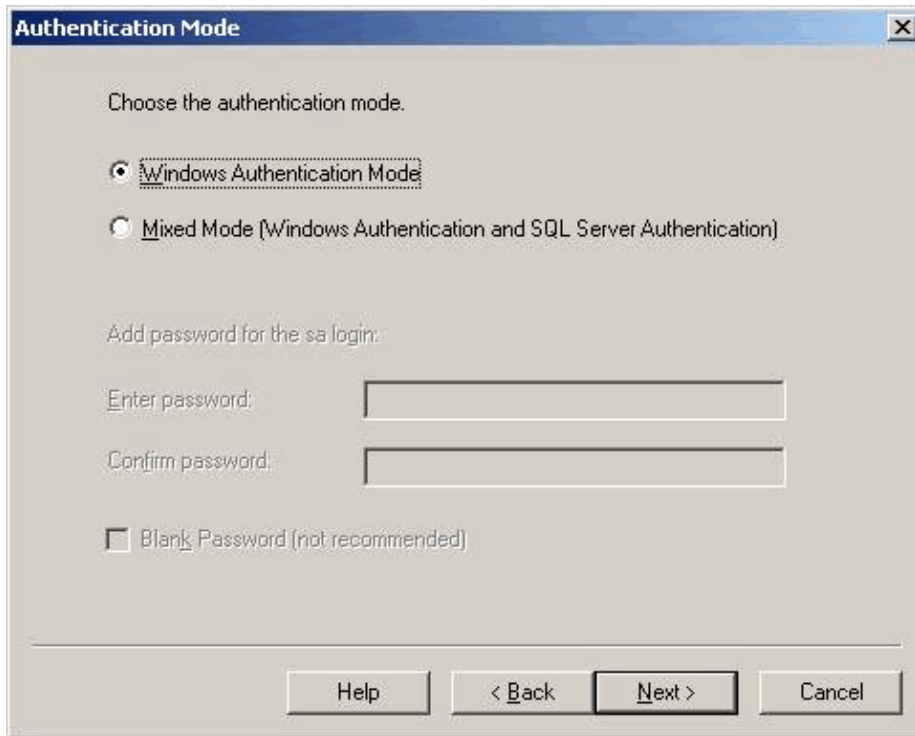 Authentication Mode
Choose the authentication mode.
Windows Authentication Mode
Mixed Mode (Windows Authentication and SQL Server Authentication)
Add password for the sa login:
Enter password:
Confirm password:
Blank Password (not recommended)
Help
< Back
Next >
Cancel